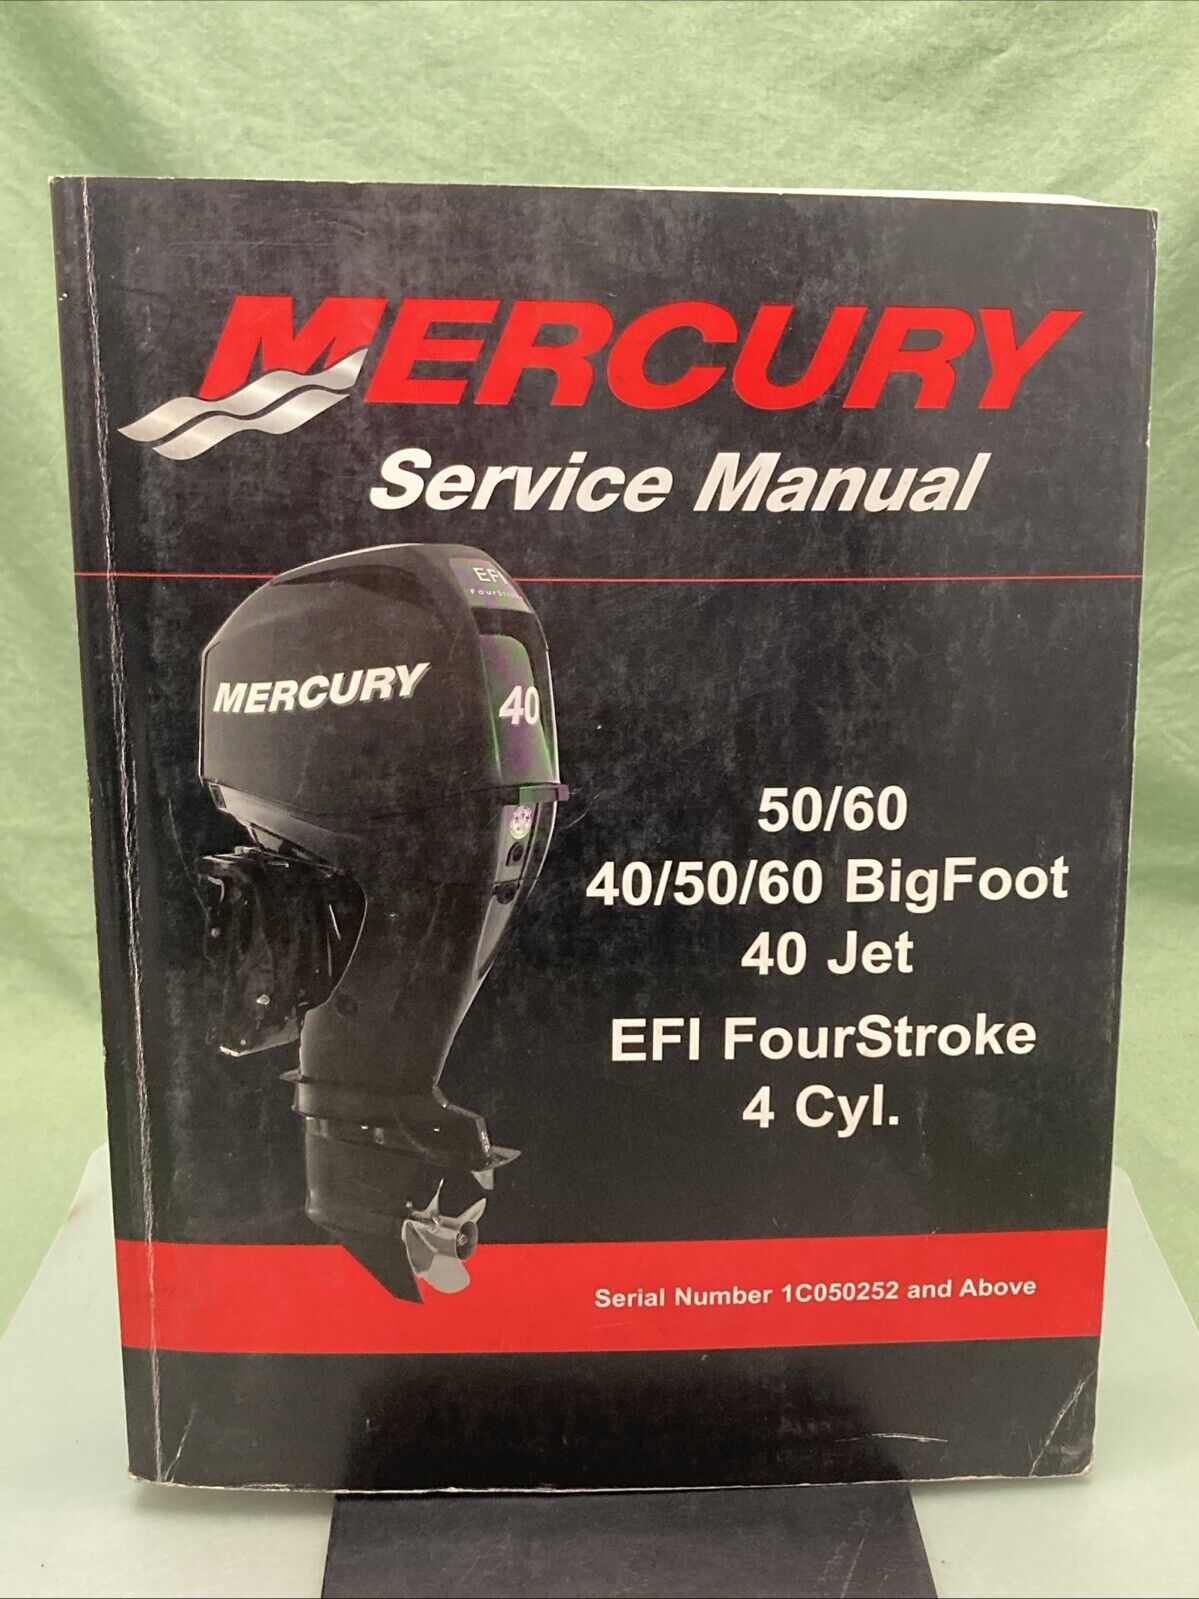 MERCURY
Service Manual
EFI
FourStroke
MERCURY
40
50/60
40/50/60 BigFoot
40 Jet
EFI FourStroke
4 Cyl.
Serial Number 1C050252 and Above